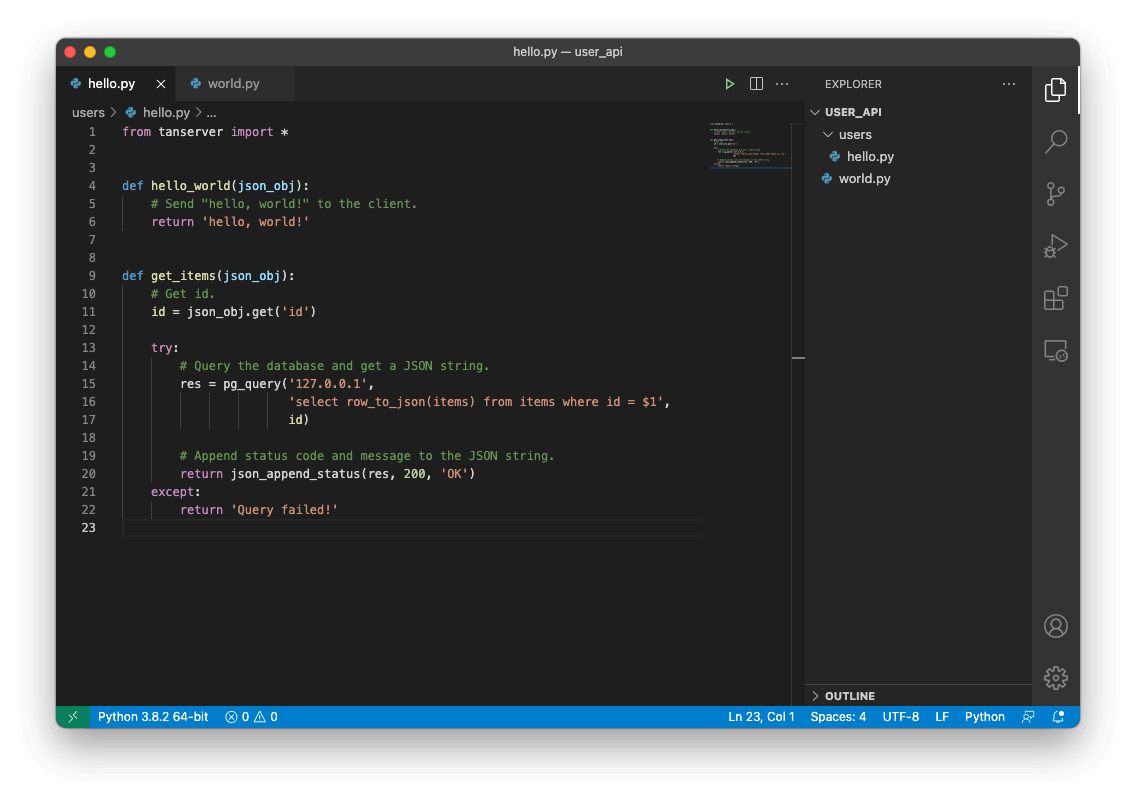 hello.py — user_api
hello.py world.py
users > hello.py > ...
1 from tanserver import *
2
3
4 def hello_world(json_obj):
5 # Send "hello, world!" to the client.
6 return 'hello, world!'
7
8
9 def get_items(json_obj):
10 # Get id.
11 id = json_obj.get('id')
12
13 try:
14 # Query the database and get a JSON string.
15 res = pg_query('127.0.0.1',
16 'select row_to_json(items) from items where id = $1',
17 id)
18
19 # Append status code and message to the JSON string.
20 return json_append_status(res, 200, 'OK')
21 except:
22 return 'Query failed!'
23
EXPLORER
USER_API
users
hello.py
world.py
OUTLINE
Python 3.8.2 64-bit 0 0 Ln 23, Col 1 Spaces: 4 UTF-8 LF Python